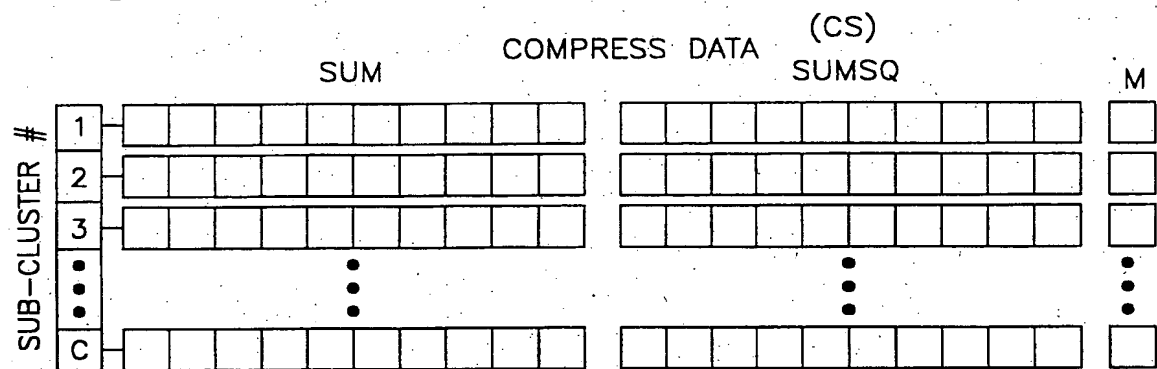 (CS)
COMPRESS DATA
SUM
SUMSQ
M
SUB-CLUSTER #
1
2
3
C